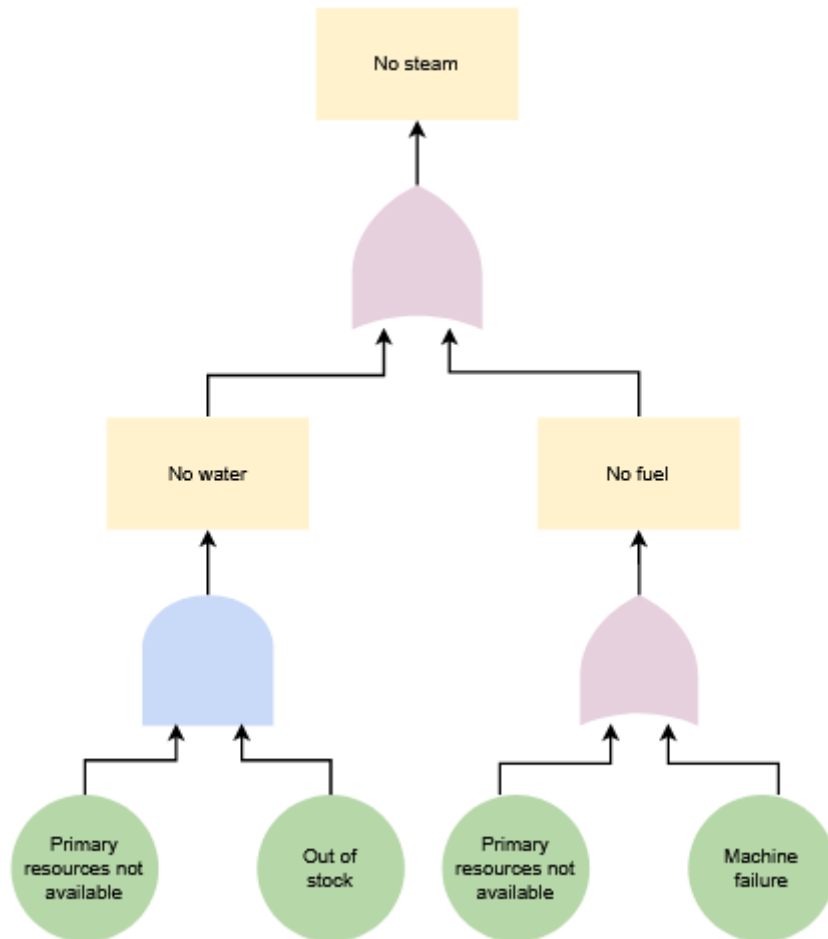 No steam
No water
No fuel
Primary
resources not
available
Out of
stock
Primary
resources not
available
Machine
failure